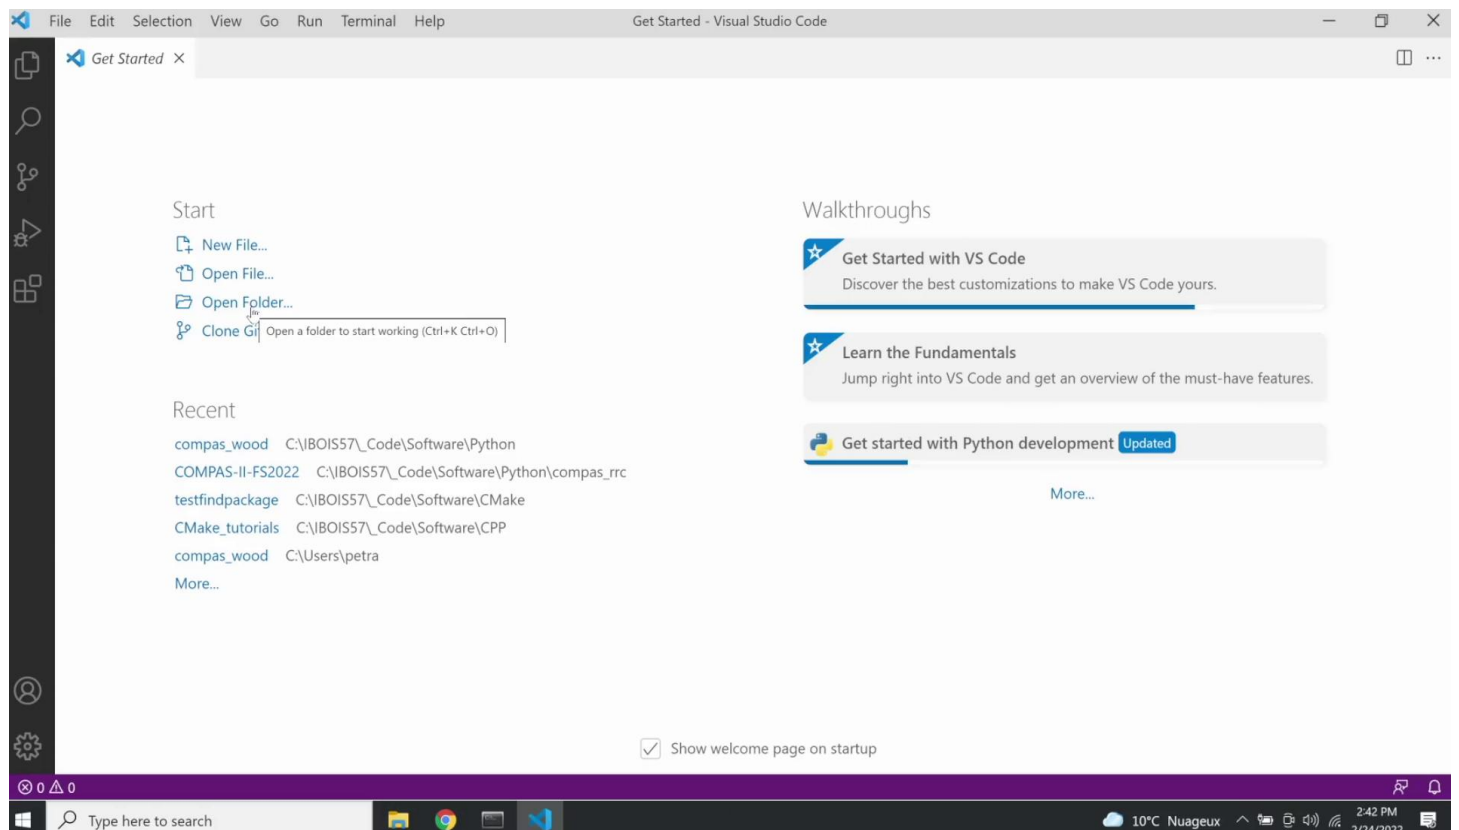 File Edit Selection View Go Run Terminal Help
Get Started - Visual Studio Code
Get Started
Start
New File...
Open File...
Open Folder...
Clone Gi
Open a folder to start working (Ctrl+K Ctrl+O)
Recent
compas_wood C:\IBOIS57\_Code\Software\Python
COMPAS-II-FS2022 C:\IBOIS57\_Code\Software\Python\compas_rrc
testfindpackage C:\IBOIS57\_Code\Software\CMake
CMake_tutorials C:\IBOIS57\_Code\Software\CPP
compas_wood C:\Users\petra
More...
Walkthroughs
Get Started with VS Code
Discover the best customizations to make VS Code yours.
Learn the Fundamentals
Jump right into VS Code and get an overview of the must-have features.
Get started with Python development Updated
More...
Show welcome page on startup
0 0
Type here to search
10°C Nuageux
2:42 PM
2/24/2022